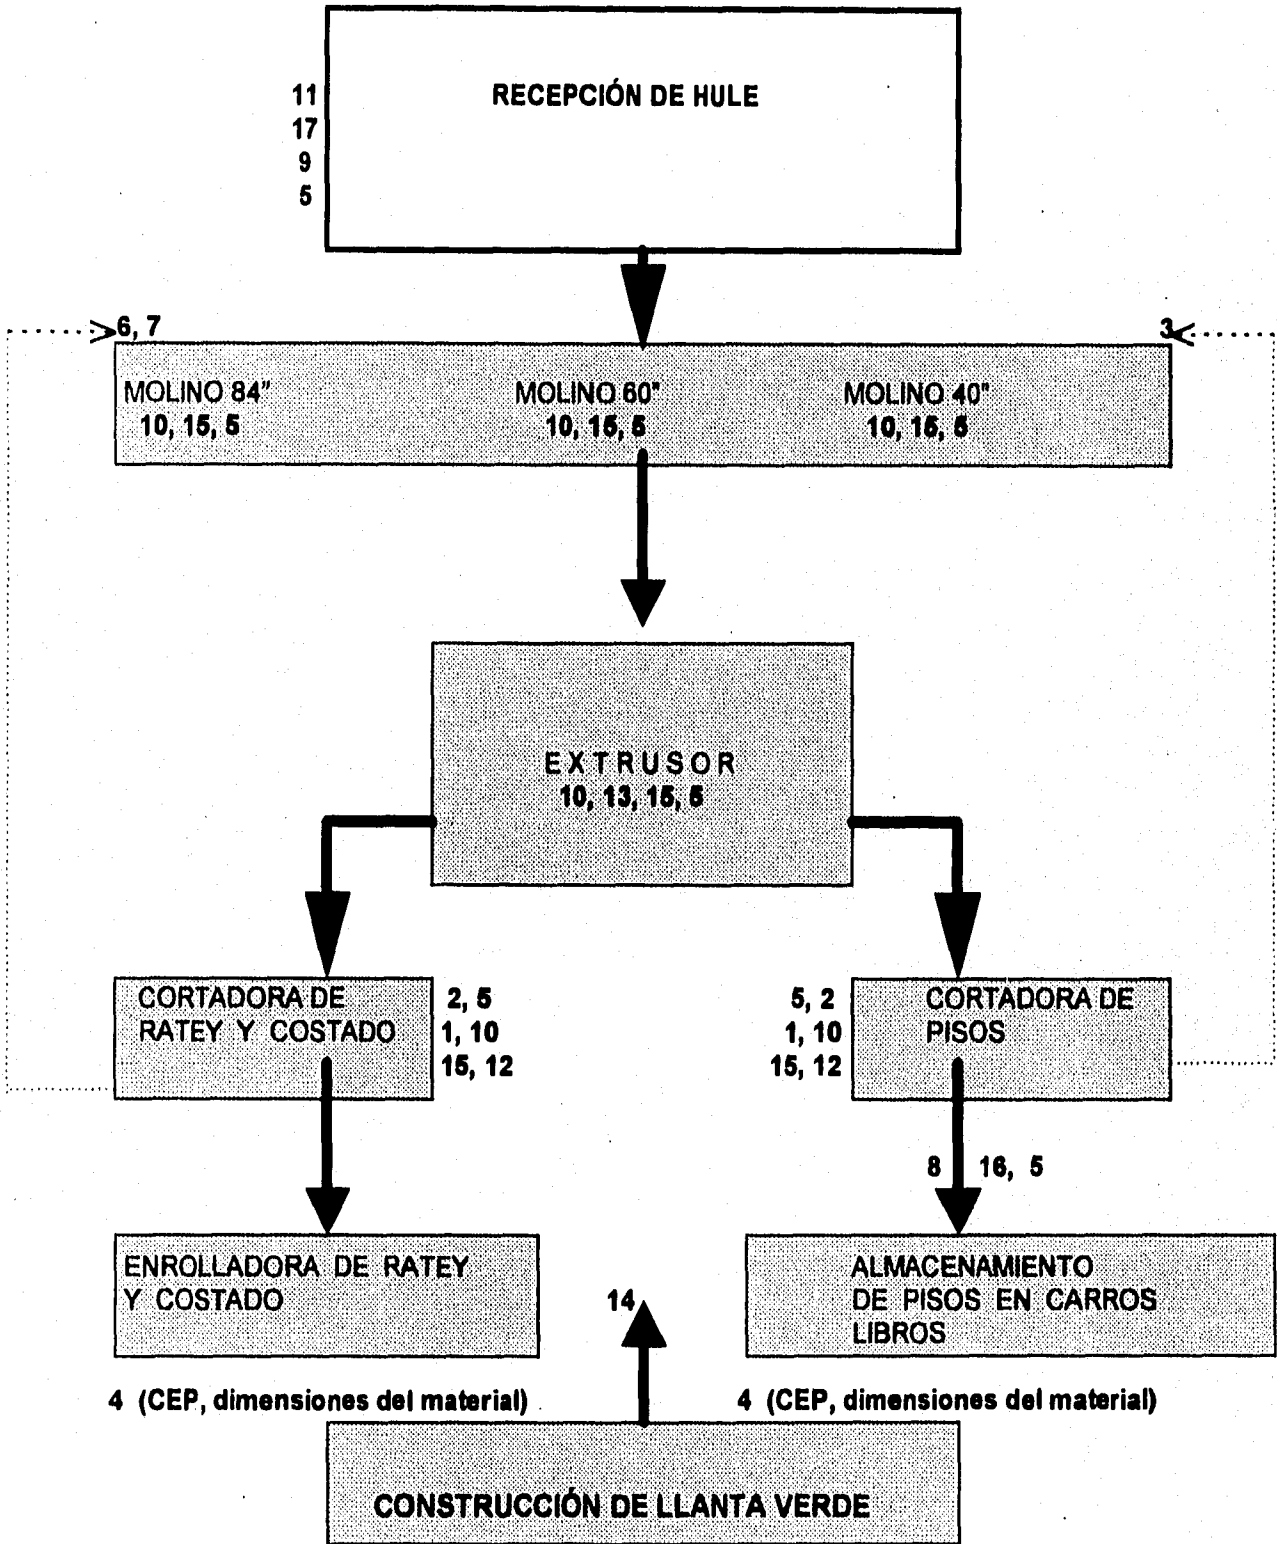 RECEPCIÓN DE HULE
11
17
9
5
6, 7
3
MOLINO 84"
10, 15, 5
MOLINO 60"
10, 15, 5
MOLINO 40"
10, 15, 5
EXTRUSOR
10, 13, 15, 5
CORTADORA DE
RATEY Y COSTADO
2, 5
1, 10
15, 12
5, 2
1, 10
15, 12
CORTADORA DE
PISOS
8 16, 5
ENROLLADORA DE RATEY
Y COSTADO
14
ALMACENAMIENTO
DE PISOS EN CARROS
LIBROS
4 (CEP, dimensiones del material)
4 (CEP, dimensiones del material)
CONSTRUCCIÓN DE LLANTA VERDE